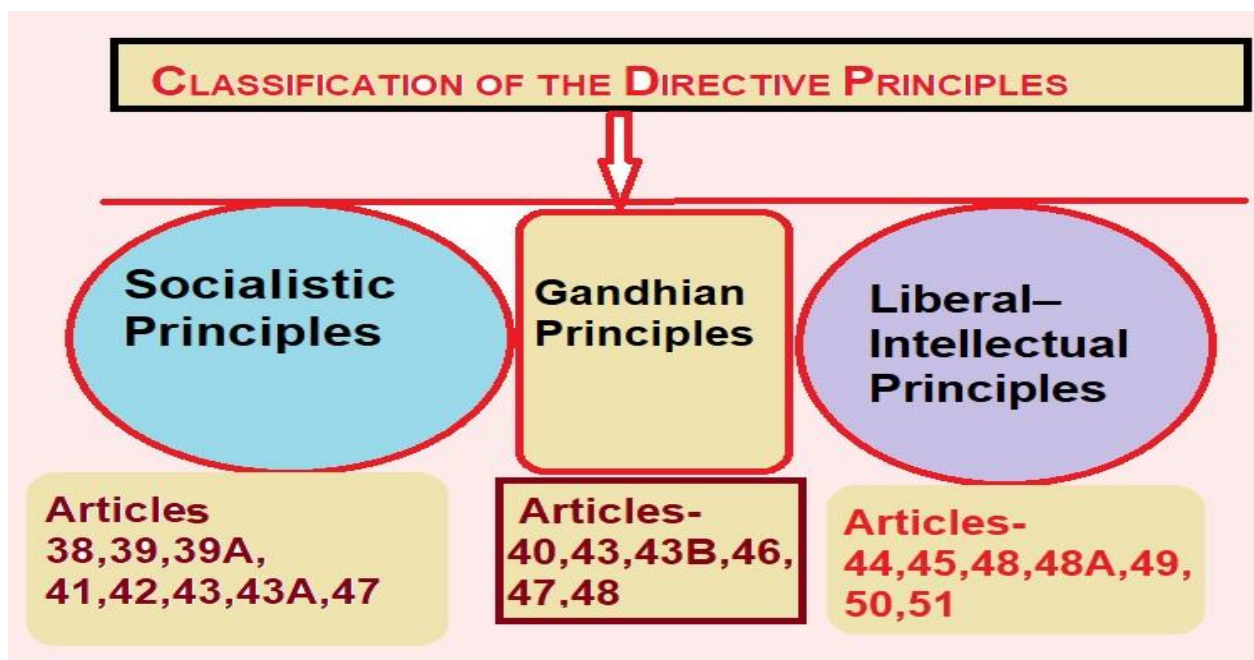 CLASSIFICATION OF THE DIRECTIVE PRINCIPLES
Socialistic
Principles
Gandhian
Principles
Liberal–
Intellectual
Principles
Articles
38,39,39A,
41,42,43,43A,47
Articles-
40,43,43B,46,
47,48
Articles-
44,45,48,48A,49,
50,51